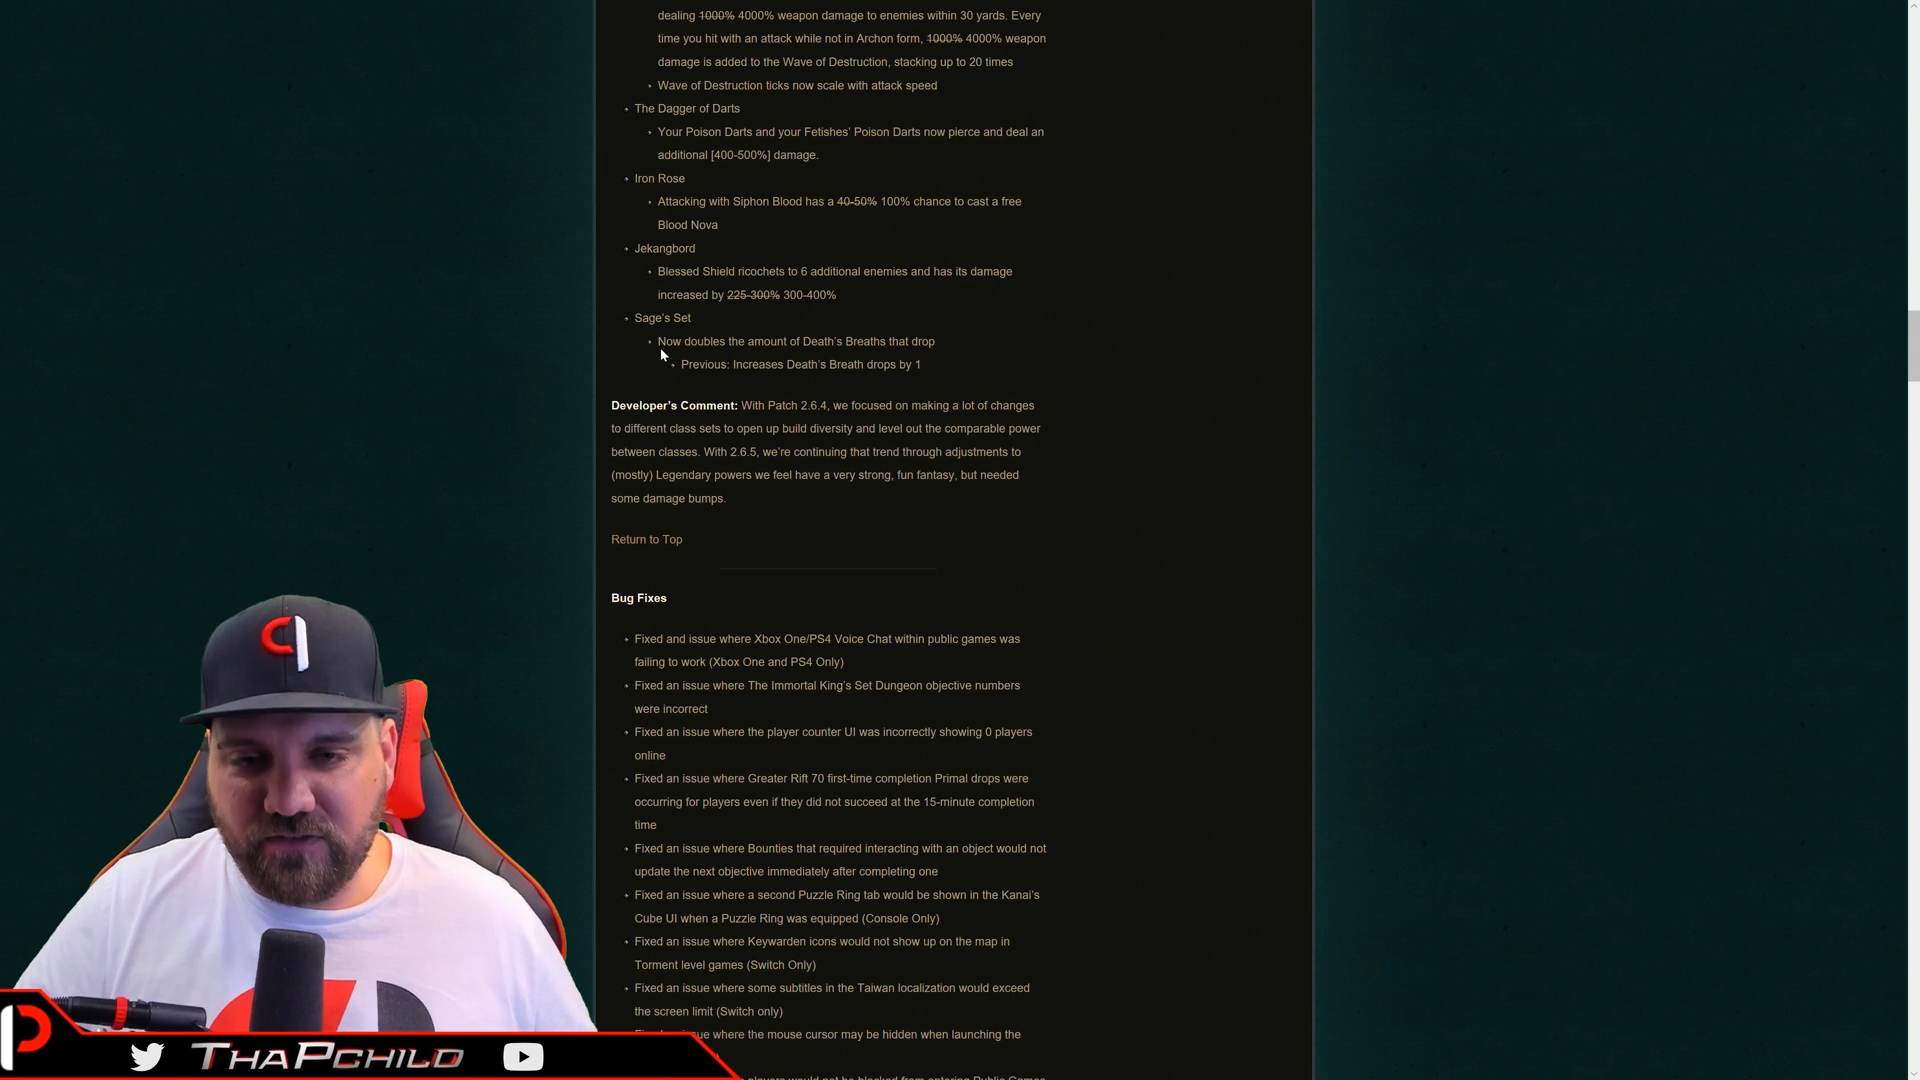 dealing 1000% 4000% weapon damage to enemies within 30 yards. Every
time you hit with an attack while not in Archon form, 1000% 4000% weapon
damage is added to the Wave of Destruction, stacking up to 20 times
Wave of Destruction ticks now scale with attack speed
The Dagger of Darts
Your Poison Darts and your Fetishes’ Poison Darts now pierce and deal an
additional [400-500%] damage.
Iron Rose
Attacking with Siphon Blood has a 40-50% 100% chance to cast a free
Blood Nova
Jekangbord
Blessed Shield ricochets to 6 additional enemies and has its damage
increased by 225-300% 300-400%
Sage’s Set
Now doubles the amount of Death’s Breaths that drop
Previous: Increases Death’s Breath drops by 1
Developer’s Comment: With Patch 2.6.4, we focused on making a lot of changes
to different class sets to open up build diversity and level out the comparable power
between classes. With 2.6.5, we’re continuing that trend through adjustments to
(mostly) Legendary powers we feel have a very strong, fun fantasy, but needed
some damage bumps.
Return to Top
Bug Fixes
Fixed and issue where Xbox One/PS4 Voice Chat within public games was
failing to work (Xbox One and PS4 Only)
Fixed an issue where The Immortal King’s Set Dungeon objective numbers
were incorrect
Fixed an issue where the player counter UI was incorrectly showing 0 players
online
Fixed an issue where Greater Rift 70 first-time completion Primal drops were
occurring for players even if they did not succeed at the 15-minute completion
time
Fixed an issue where Bounties that required interacting with an object would not
update the next objective immediately after completing one
Fixed an issue where a second Puzzle Ring tab would be shown in the Kanai’s
Cube UI when a Puzzle Ring was equipped (Console Only)
Fixed an issue where Keywarden icons would not show up on the map in
Torment level games (Switch Only)
Fixed an issue where some subtitles in the Taiwan localization would exceed
the screen limit (Switch only)
where the mouse cursor may be hidden when launching the
players would not be blocked from entering Public Games
ThaPchild